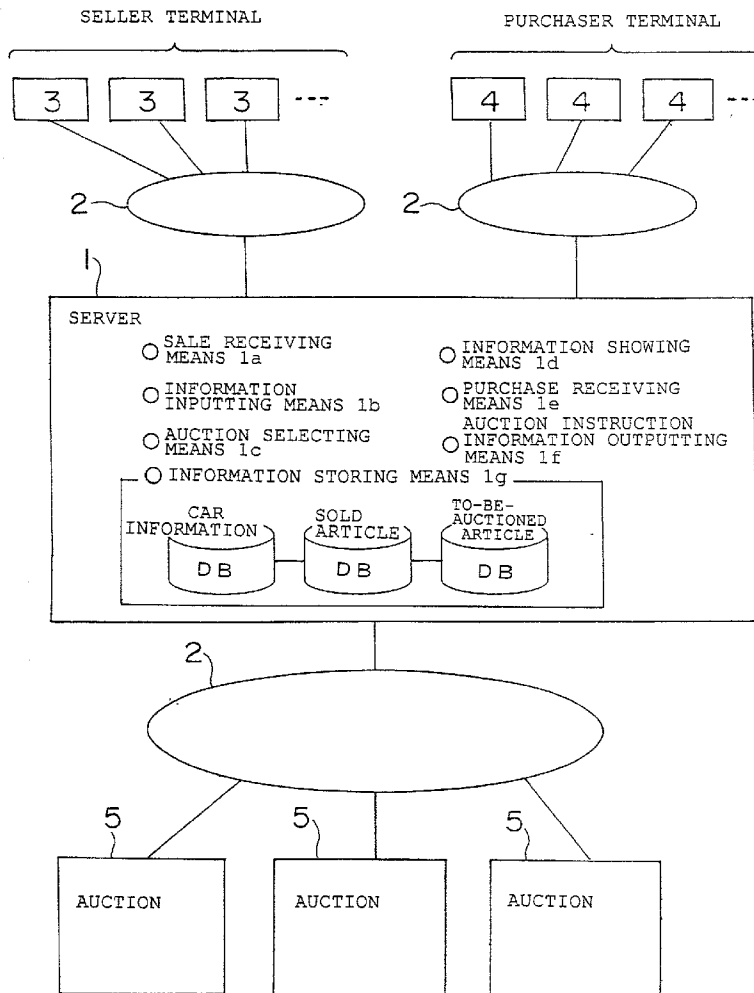 SELLER TERMINAL
PURCHASER TERMINAL
3 3 3 ---
4 4 4 ---
2
2
1
SERVER
SALE RECEIVING
MEANS 1a
INFORMATION
INPUTTING MEANS 1b
AUCTION SELECTING
MEANS 1c
INFORMATION SHOWING
MEANS 1d
PURCHASE RECEIVING
MEANS 1e
AUCTION INSTRUCTION
INFORMATION OUTPUTTING
MEANS 1f
INFORMATION STORING MEANS 1g
CAR
INFORMATION
DB
SOLD
ARTICLE
DB
TO-BE-
AUCTIONED
ARTICLE
DB
2
5
AUCTION
5
AUCTION
5
AUCTION